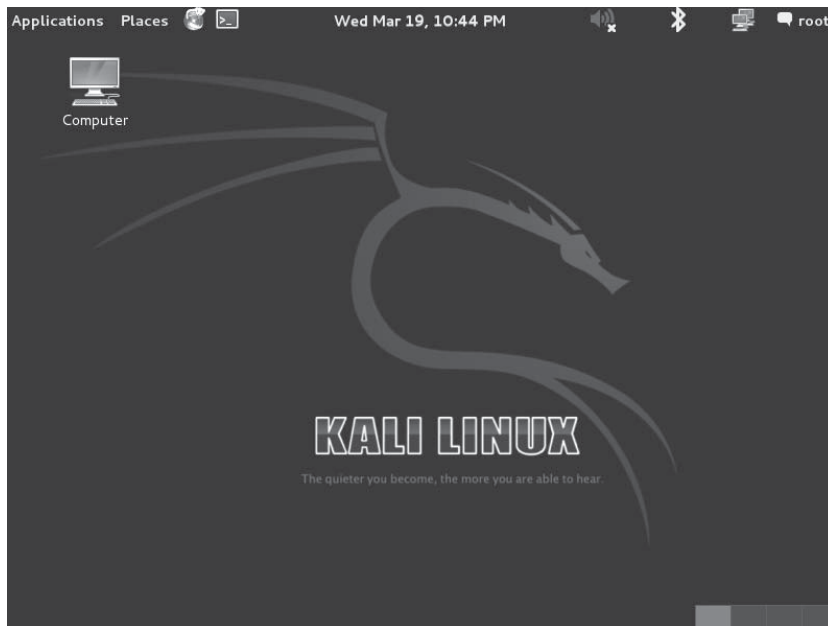 Applications Places Wed Mar 19, 10:44 PM root
Computer
KALI LINUX
The quieter you become, the more you are able to hear.